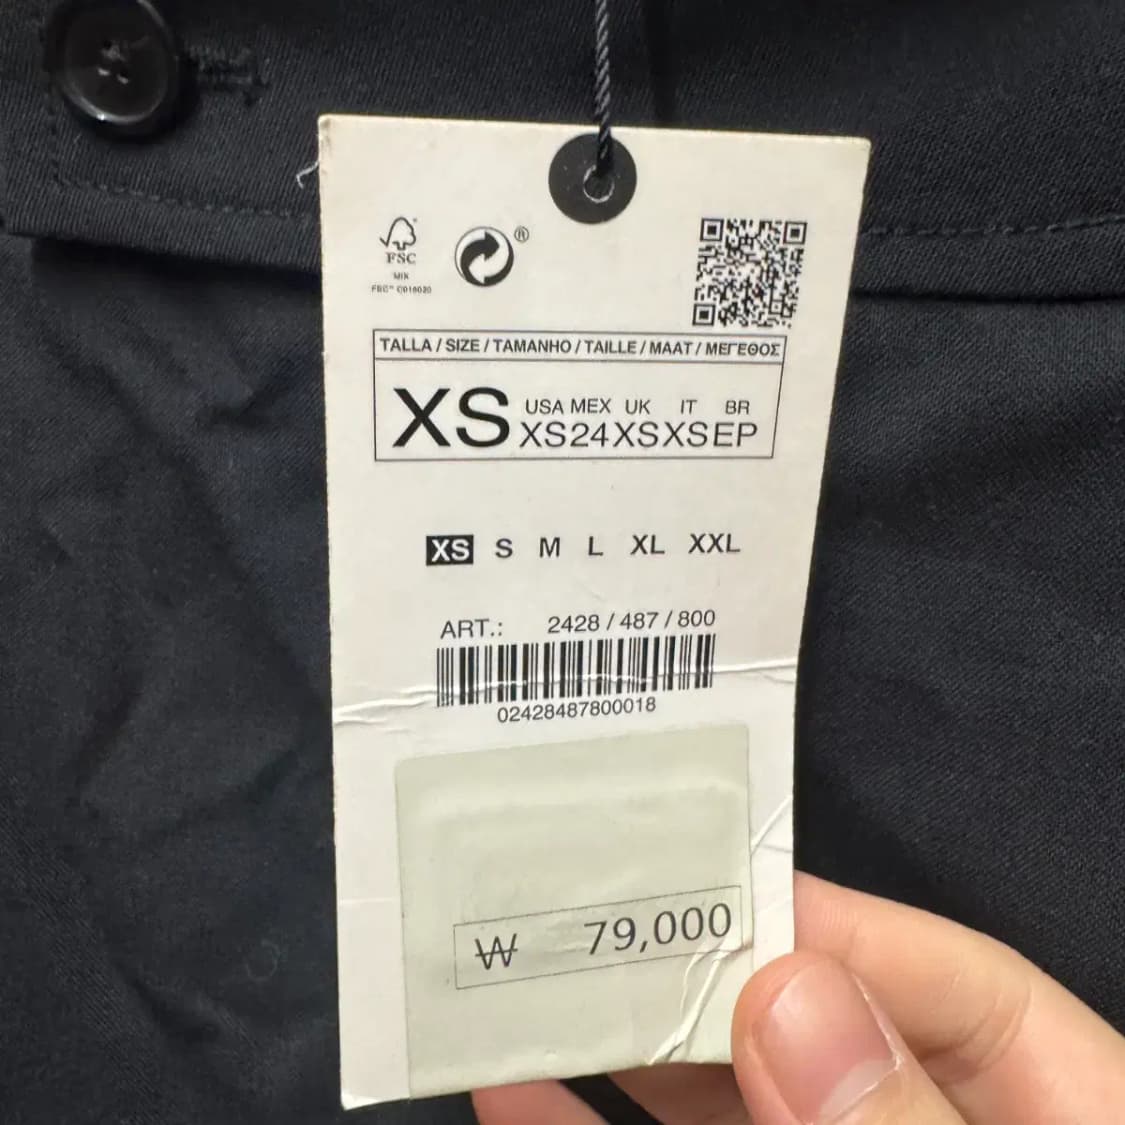 ®
FSC
MIX
FSC™ C016020
TALLA / SIZE / TAMANHO / TAILLE / MAAT / ΜΕΓΕΘΟΣ
XS
USA MEX UK IT BR
XS 24 XS XS EP
XS S M L XL XXL
ART.: 2428 / 487 / 800
02428487800018
₩ 79,000